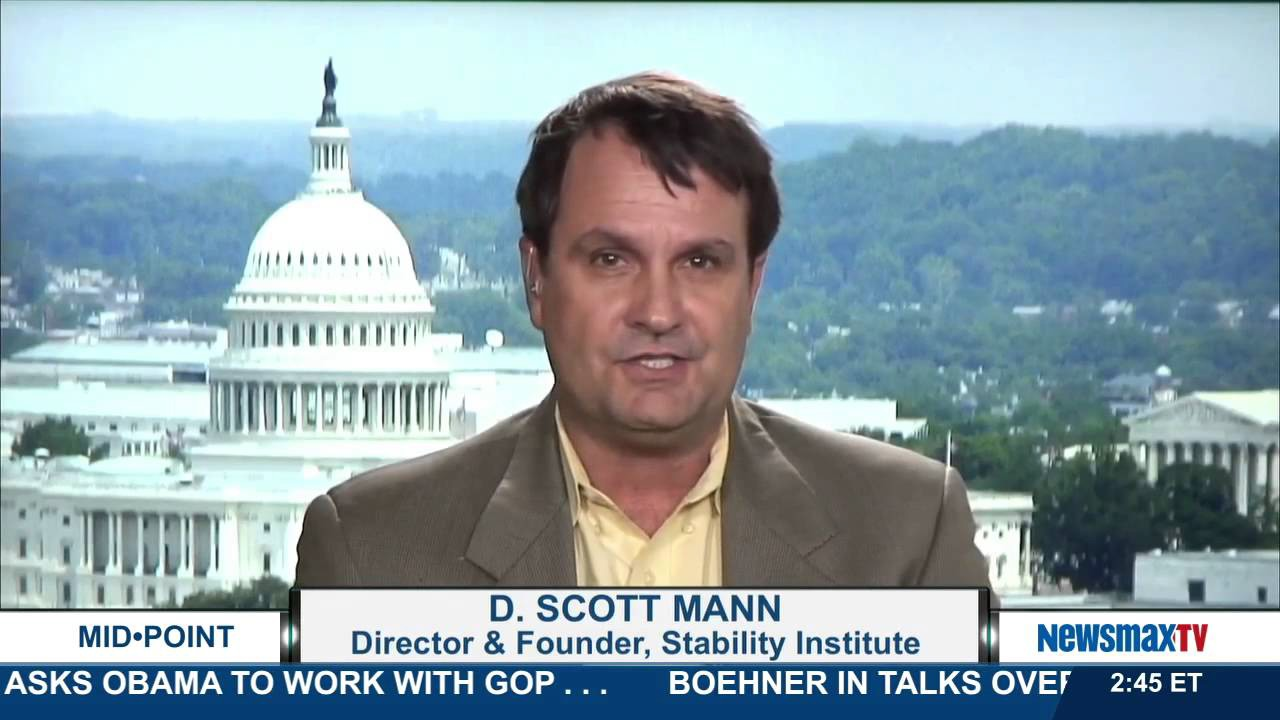 D. SCOTT MANN
Director & Founder, Stability Institute
MID•POINT
NEWSMAXTV
ASKS OBAMA TO WORK WITH GOP . . . BOEHNER IN TALKS OVE
2:45 ET